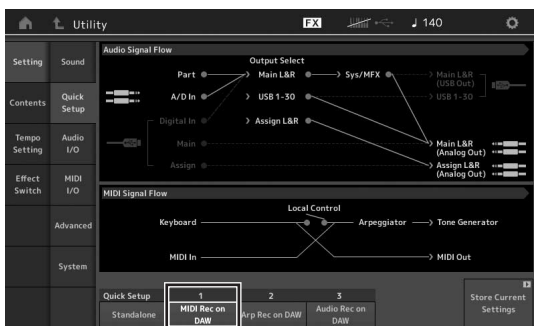 Utility
FX
♩ 140
Setting
Contents
Tempo
Setting
Effect
Switch
Sound
Quick
Setup
Audio
I/O
MIDI
I/O
Advanced
System
Audio Signal Flow
Output Select
Part
Main L&R
Sys/MFX
Main L&R
(USB Out)
A/D In
USB 1-30
USB 1-30
Digital In
Assign L&R
Main
Main L&R
(Analog Out)
Assign
Assign L&R
(Analog Out)
MIDI Signal Flow
Local Control
Keyboard
Arpeggiator
Tone Generator
MIDI In
MIDI Out
Quick Setup
1
2
3
Standalone
MIDI Rec on
DAW
Arp Rec on DAW
Audio Rec on
DAW
Store Current
Settings